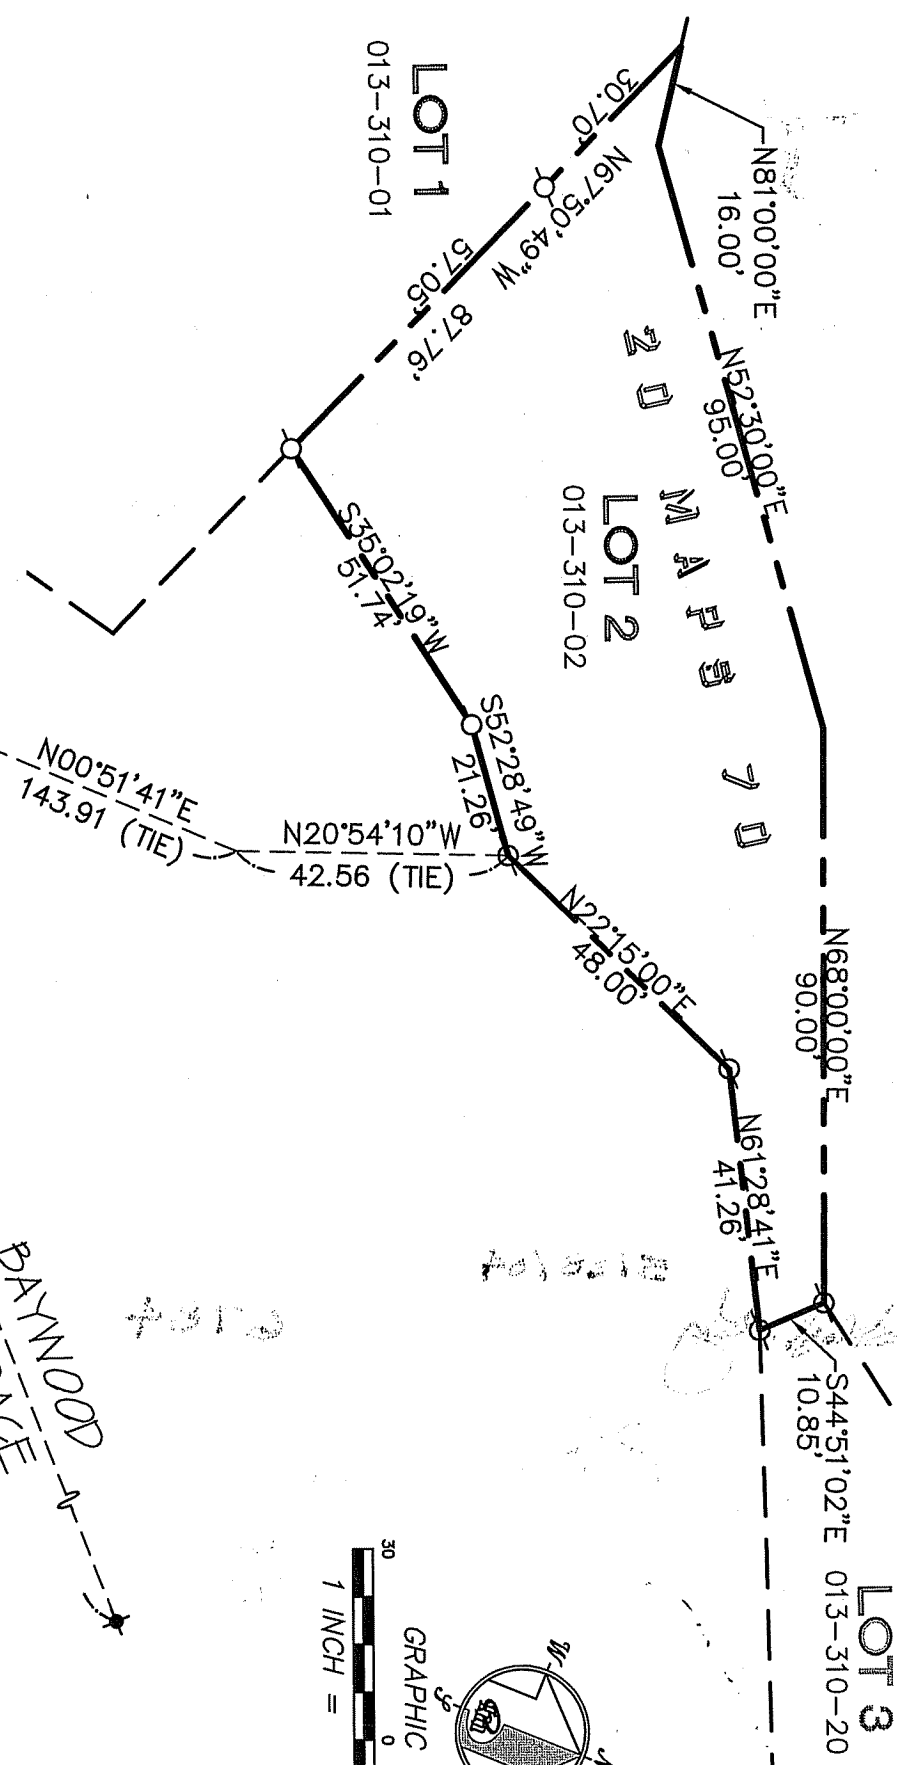 N81°00'00"E
16.00'
30.70'
N67°50'49"W
57.05'
87.76'
LOT 1
013-310-01
N52°30'00"E
95.00'
20 MAPS 70
LOT 2
013-310-02
S35°02'19"W
51.74'
S52°28'49"W
21.26'
N00°51'41"E
143.91 (TIE)
N20°54'10"W
42.56 (TIE)
N22°15'00"E
48.00'
N68°00'00"E
90.00'
N61°28'41"E
41.26'
S44°51'02"E
10.85'
LOT 3
013-310-20
BAYWOOD
GRAPHIC
30
0
1 INCH =
W
S